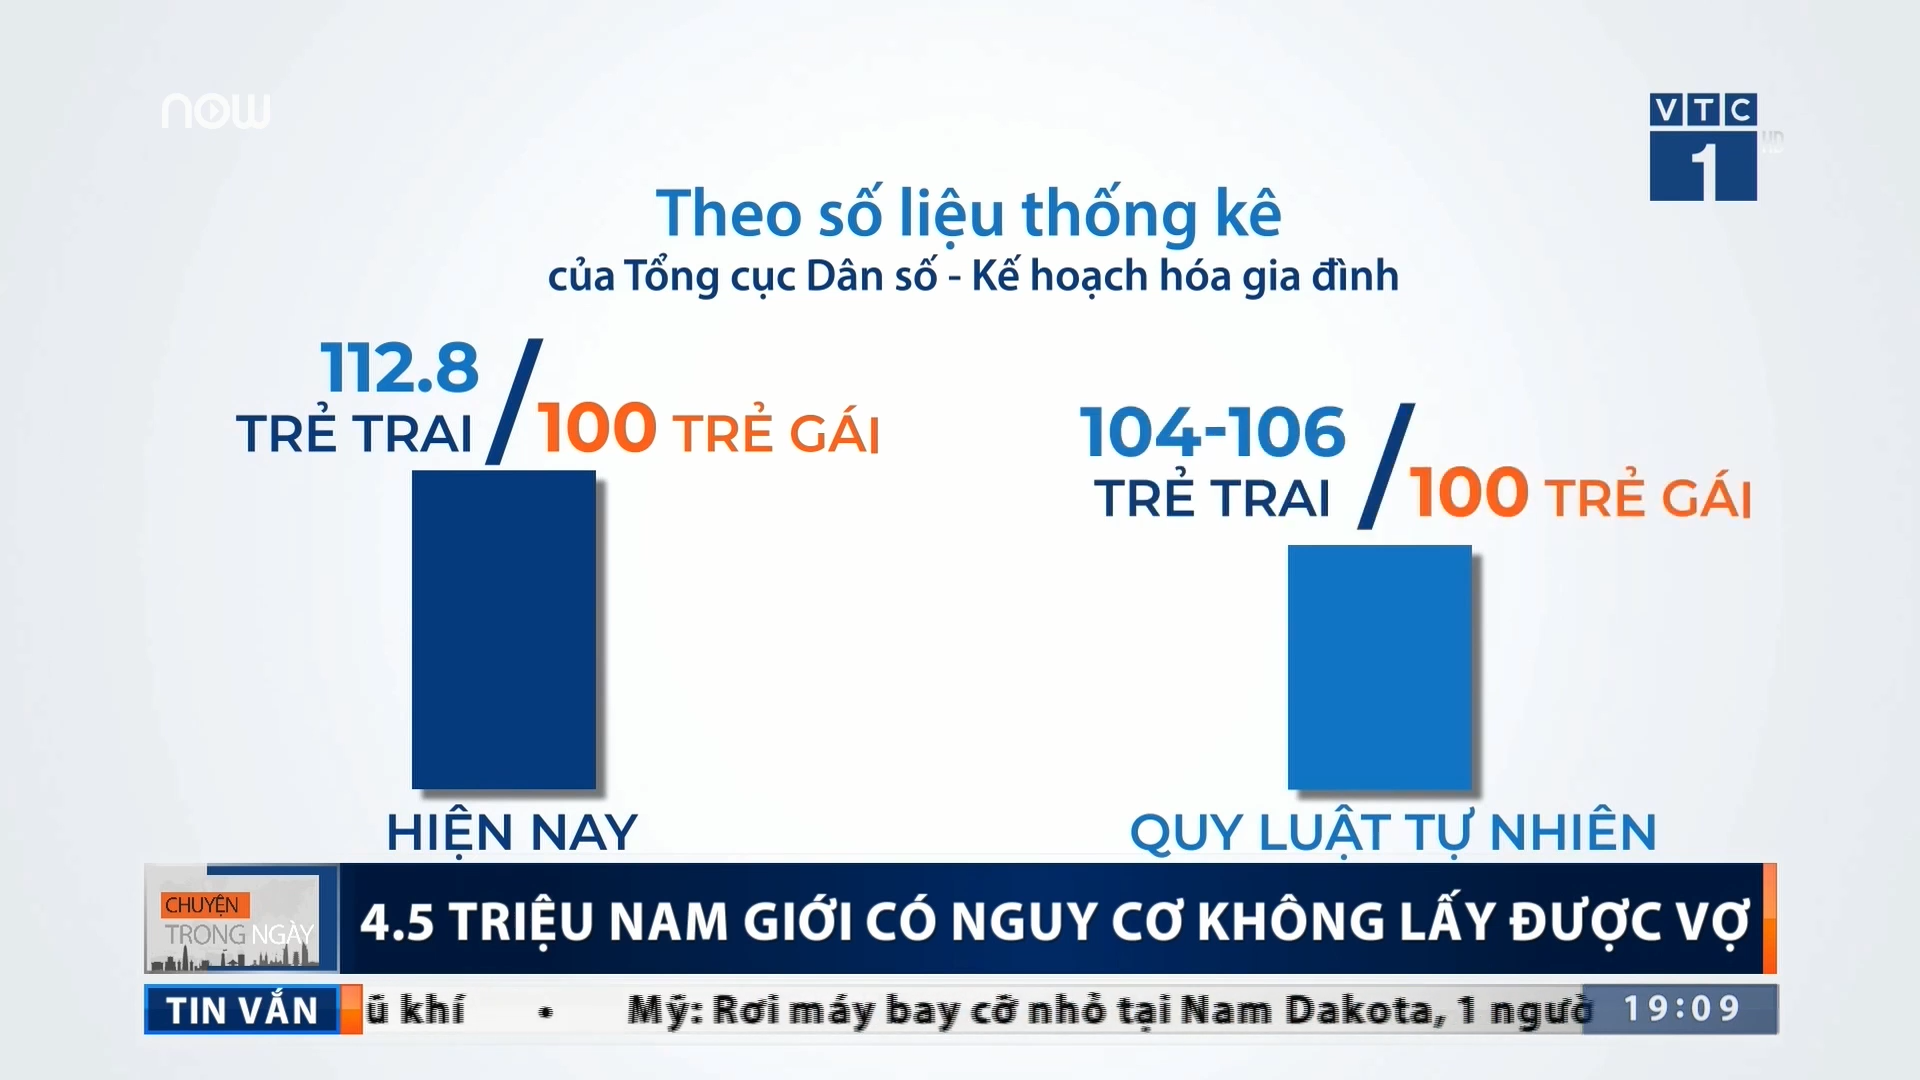 now
VTC
1
HD
Theo số liệu thống kê
của Tổng cục Dân số - Kế hoạch hóa gia đình
112.8
TRẺ TRAI / 100 TRẺ GÁI
104-106
TRẺ TRAI / 100 TRẺ GÁI
HIỆN NAY
QUY LUẬT TỰ NHIÊN
CHUYỆN
TRONG NGÀY
4.5 TRIỆU NAM GIỚI CÓ NGUY CƠ KHÔNG LẤY ĐƯỢC VỢ
TIN VẮN
ũ khí • Mỹ: Rơi máy bay cỡ nhỏ tại Nam Dakota, 1 ngườ
19:09